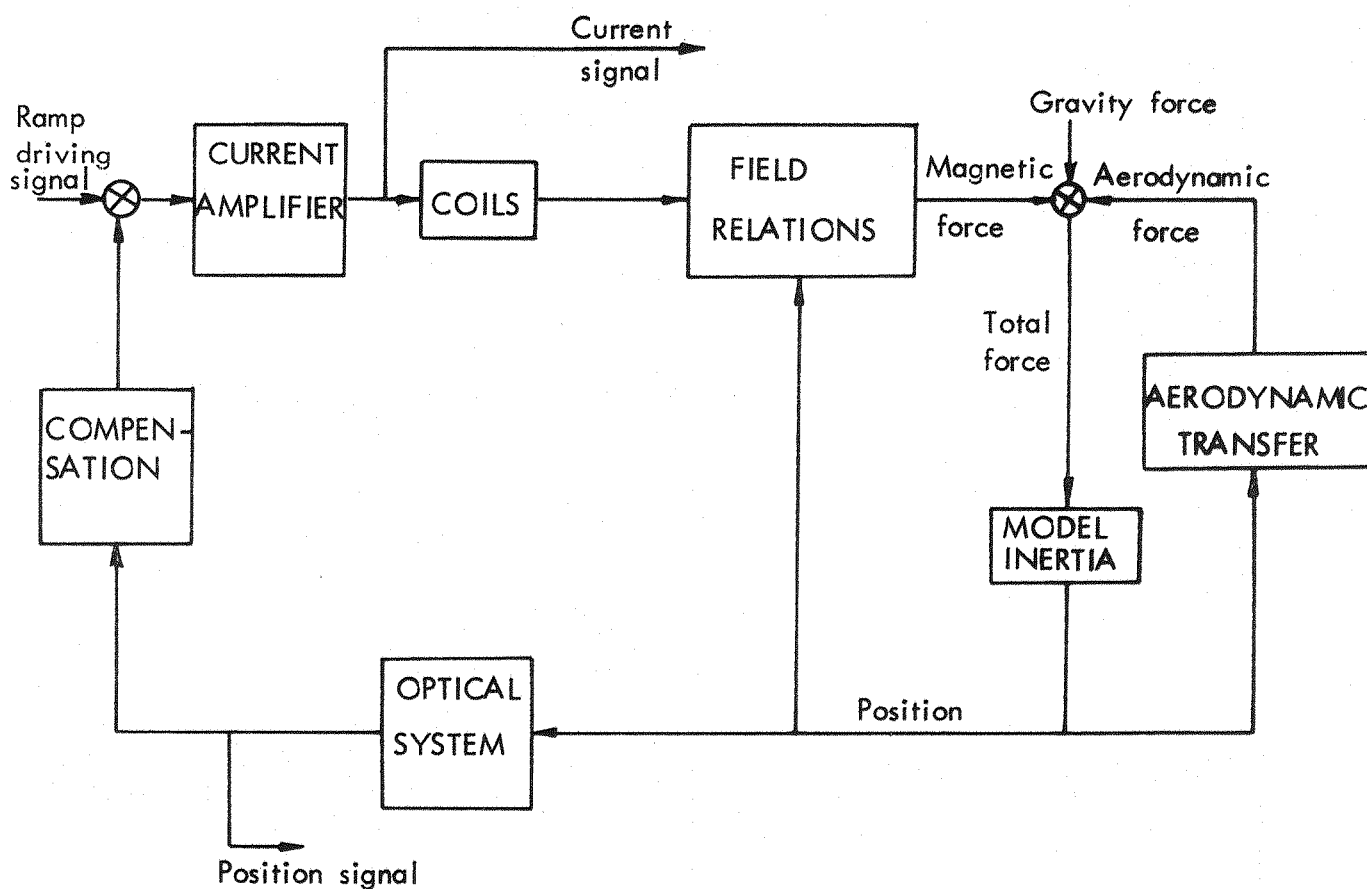 Current
signal
Gravity force
Ramp
driving
signal
CURRENT
AMPLIFIER
COILS
FIELD
RELATIONS
Magnetic
force
Aerodynamic
force
Total
force
COMPEN-
SATION
AERODYNAMIC
TRANSFER
MODEL
INERTIA
OPTICAL
SYSTEM
Position
Position signal